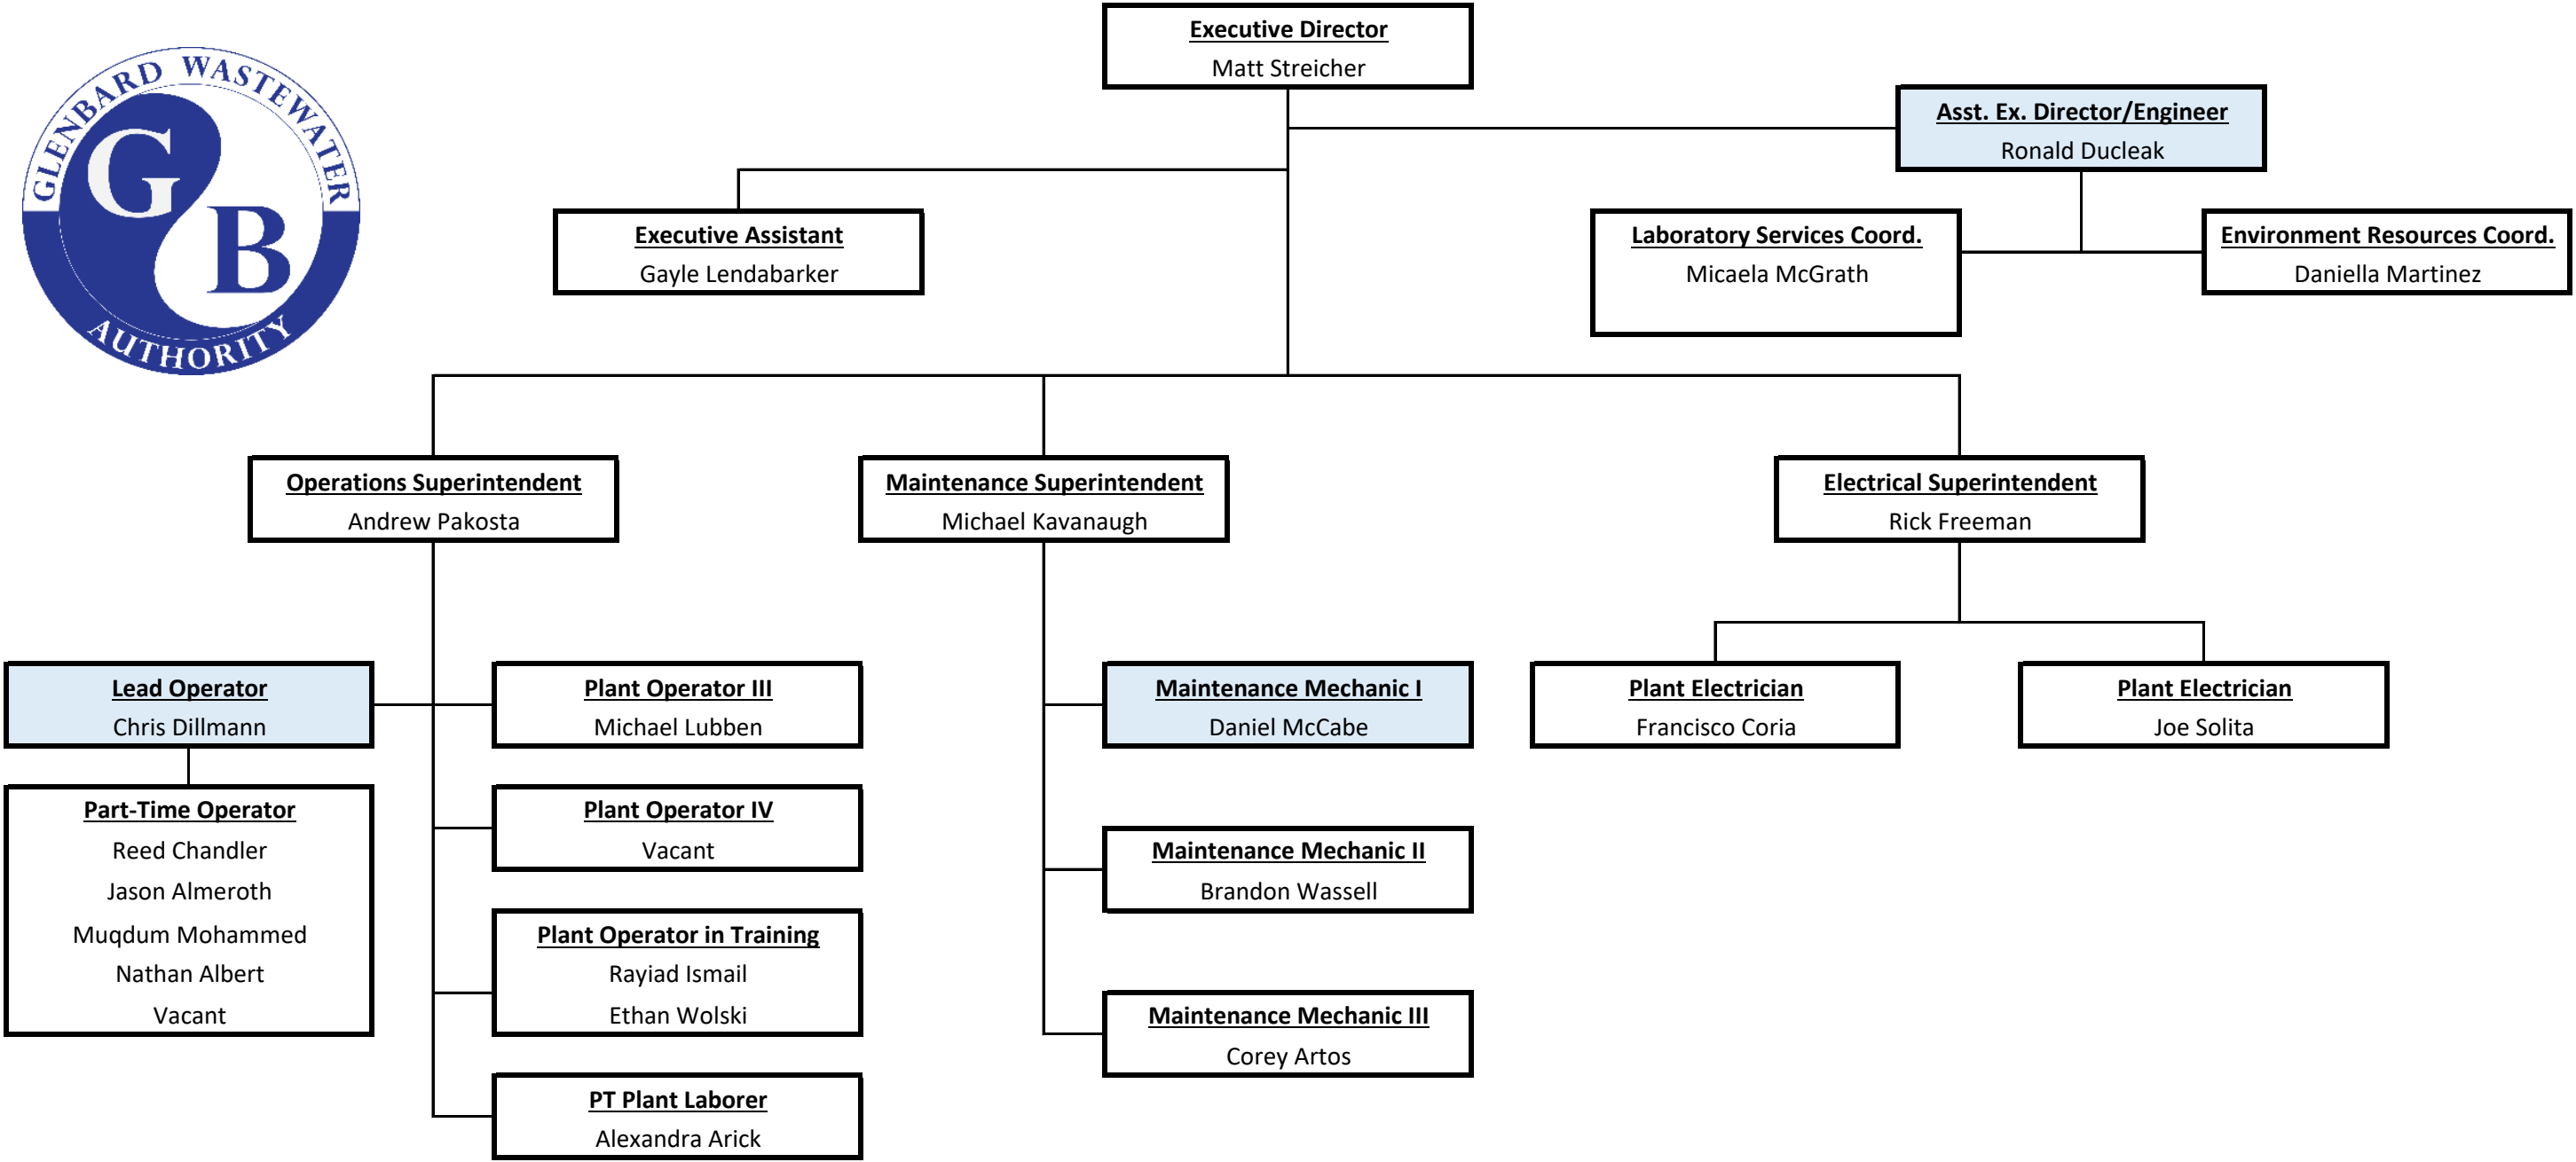 GLENBARD WASTEWATER
G
B
AUTHORITY
Executive Director
Matt Streicher
Asst. Ex. Director/Engineer
Ronald Ducleak
Executive Assistant
Gayle Lendabarker
Laboratory Services Coord.
Micaela McGrath
Environment Resources Coord.
Daniella Martinez
Operations Superintendent
Andrew Pakosta
Maintenance Superintendent
Michael Kavanaugh
Electrical Superintendent
Rick Freeman
Lead Operator
Chris Dillmann
Part-Time Operator
Reed Chandler
Jason Almeroth
Muqdum Mohammed
Nathan Albert
Vacant
Plant Operator III
Michael Lubben
Plant Operator IV
Vacant
Plant Operator in Training
Rayiad Ismail
Ethan Wolski
PT Plant Laborer
Alexandra Arick
Maintenance Mechanic I
Daniel McCabe
Maintenance Mechanic II
Brandon Wassell
Maintenance Mechanic III
Corey Artos
Plant Electrician
Francisco Coria
Plant Electrician
Joe Solita